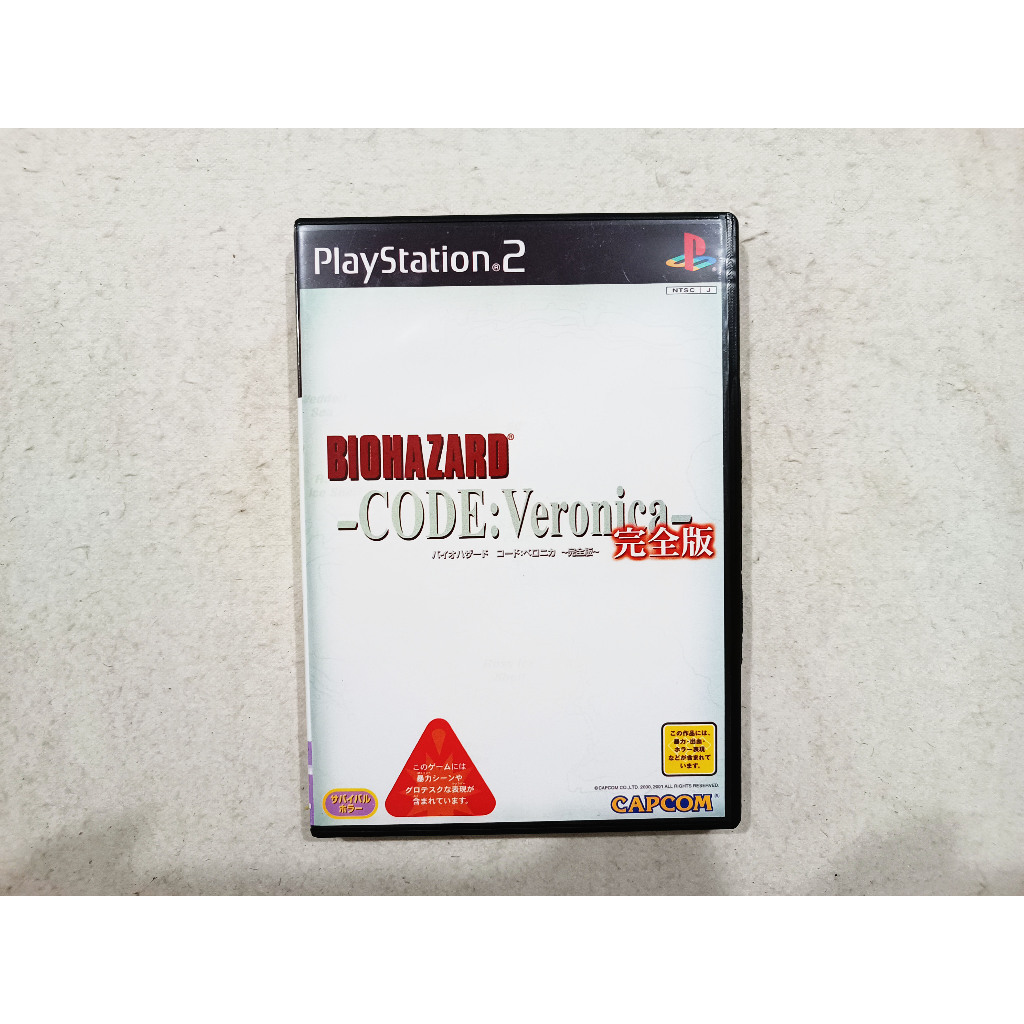 PlayStation®2
NTSC J
BIOHAZARD®
-CODE:Veronica-
完全版
バイオハザード コード:ベロニカ ～完全版～
このゲームには
暴力シーンや
グロテスクな表現が
含まれています。
この作品には、
暴力・出血・
ホラー表現
などが含まれて
います。
サバイバル
ホラー
©CAPCOM CO.,LTD. 2000, 2001 ALL RIGHTS RESERVED.
CAPCOM®